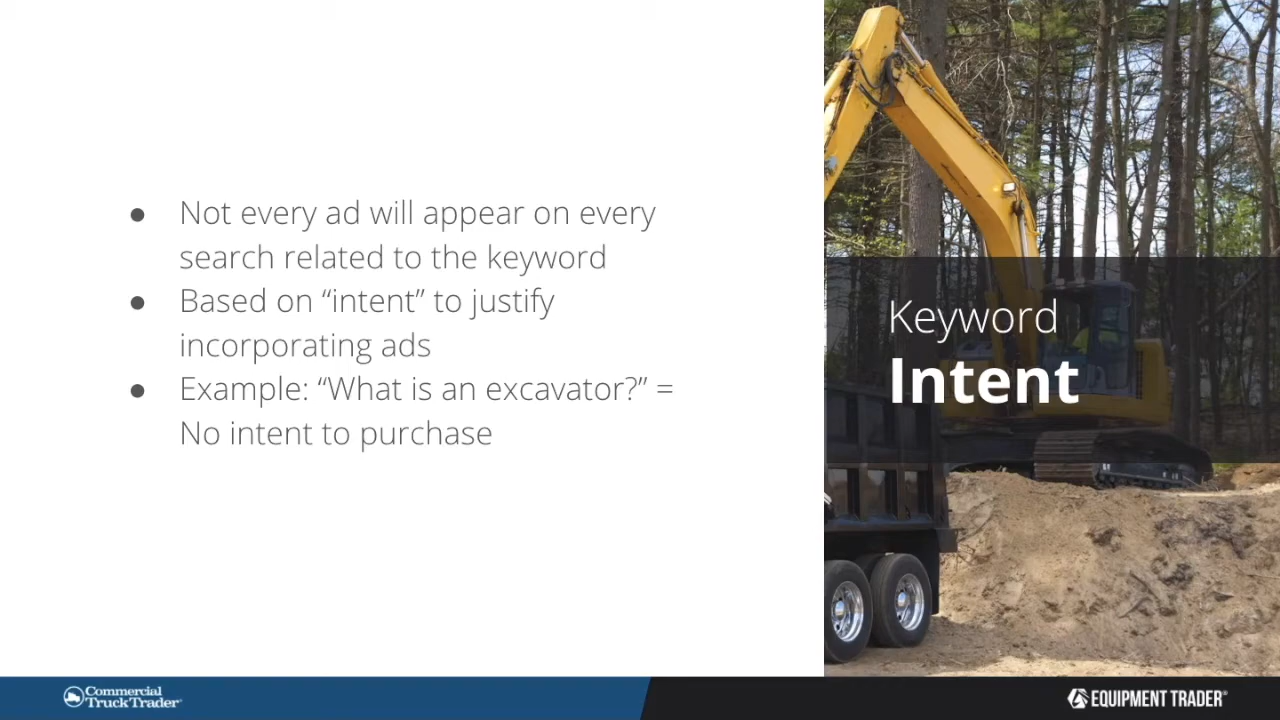 ● Not every ad will appear on every
search related to the keyword
● Based on “intent” to justify
incorporating ads
● Example: “What is an excavator?” =
No intent to purchase
Keyword
Intent
Commercial
Truck Trader®
EQUIPMENT TRADER®